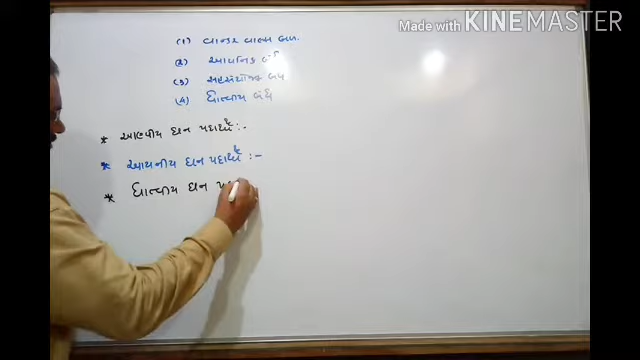 Made with KINEMASTER
(1) વાન્ડર વાલ્સ બળ.
(2) આયનિક બંધ
(3) સહસંયોજક બંધ
(4) ધાત્વીય બંધ
* આણ્વીય ઘન પદાર્થ :-
* આયનીય ઘન પદાર્થ :-
* ધાત્વીય ઘન